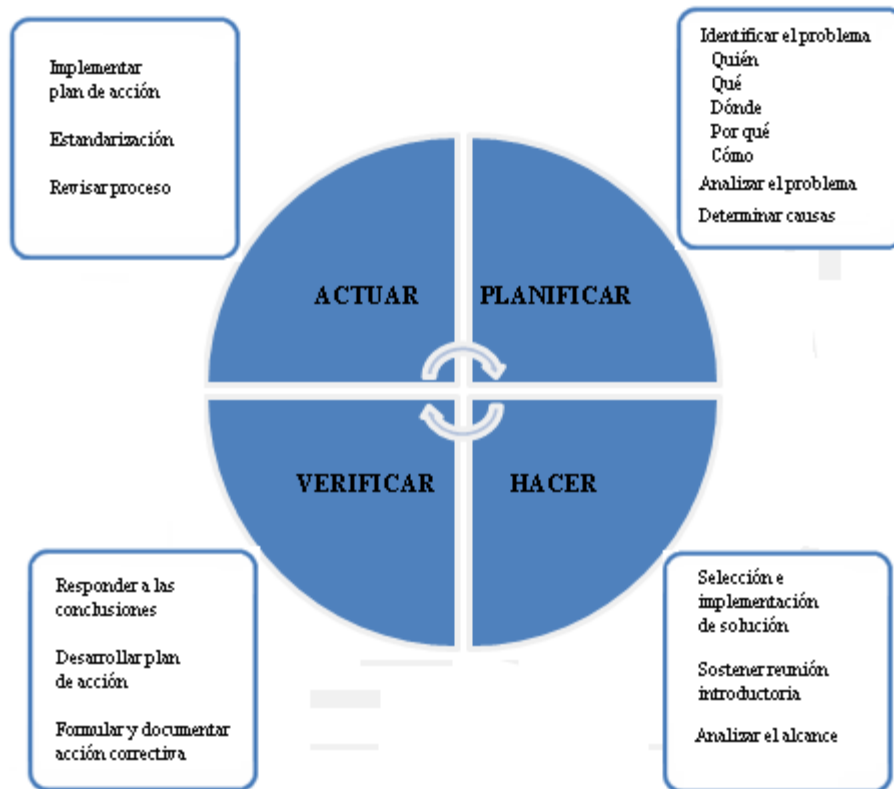 Implementar
plan de acción
Estandarización
Revisar proceso
Identificar el problema
Quién
Qué
Dónde
Por qué
Cómo
Analizar el problema
Determinar causas
ACTUAR
PLANIFICAR
VERIFICAR
HACER
Responder a las
conclusiones
Desarrollar plan
de acción
Formular y documentar
acción correctiva
Selección e
implementación
de solución
Sostener reunión
introductoria
Analizar el alcance